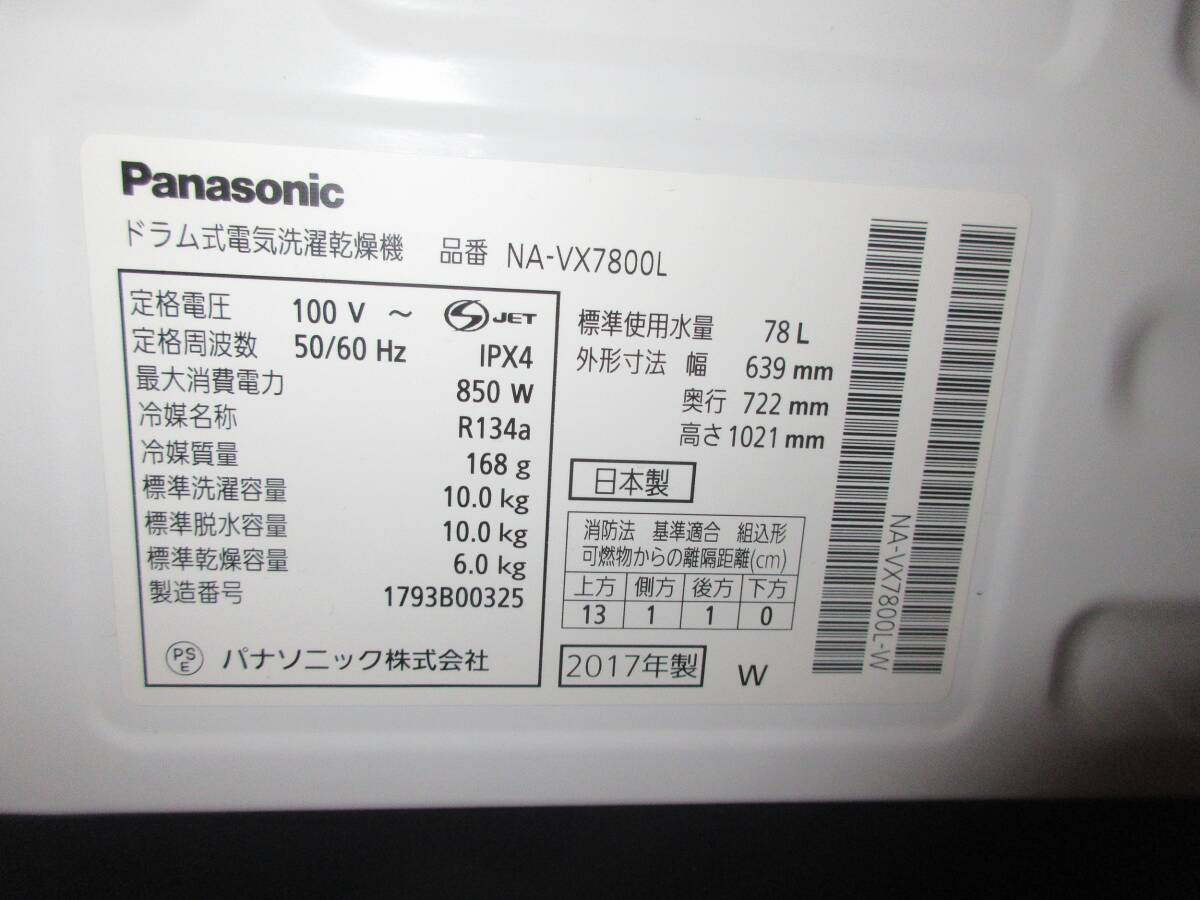 Panasonic
ドラム式電気洗濯乾燥機 品番 NA-VX7800L
定格電圧 100 V ~ S JET
定格周波数 50/60 Hz IPX4
最大消費電力 850 W
冷媒名称 R134a
冷媒質量 168 g
標準洗濯容量 10.0 kg
標準脱水容量 10.0 kg
標準乾燥容量 6.0 kg
製造番号 1793B00325
PSE パナソニック株式会社
標準使用水量 78 L
外形寸法 幅 639 mm
奥行 722 mm
高さ 1021 mm
日本製
消防法 基準適合 組込形
可燃物からの離隔距離(cm)
上方 側方 後方 下方
13 1 1 0
2017年製 W
NA-VX7800L-W